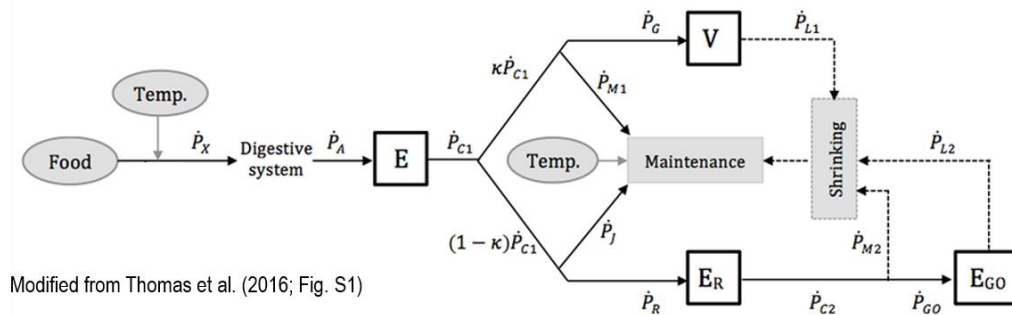 Temp.
Food
Ṗ_X
Digestive
system
Ṗ_A
E
Ṗ_C1
κṖ_C1
Ṗ_G
V
Ṗ_L1
Ṗ_M1
Temp.
Maintenance
Shrinking
Ṗ_L2
(1 − κ)Ṗ_C1
Ṗ_J
Ṗ_M2
Ṗ_R
E_R
Ṗ_C2
Ṗ_GO
E_GO
Modified from Thomas et al. (2016; Fig. S1)